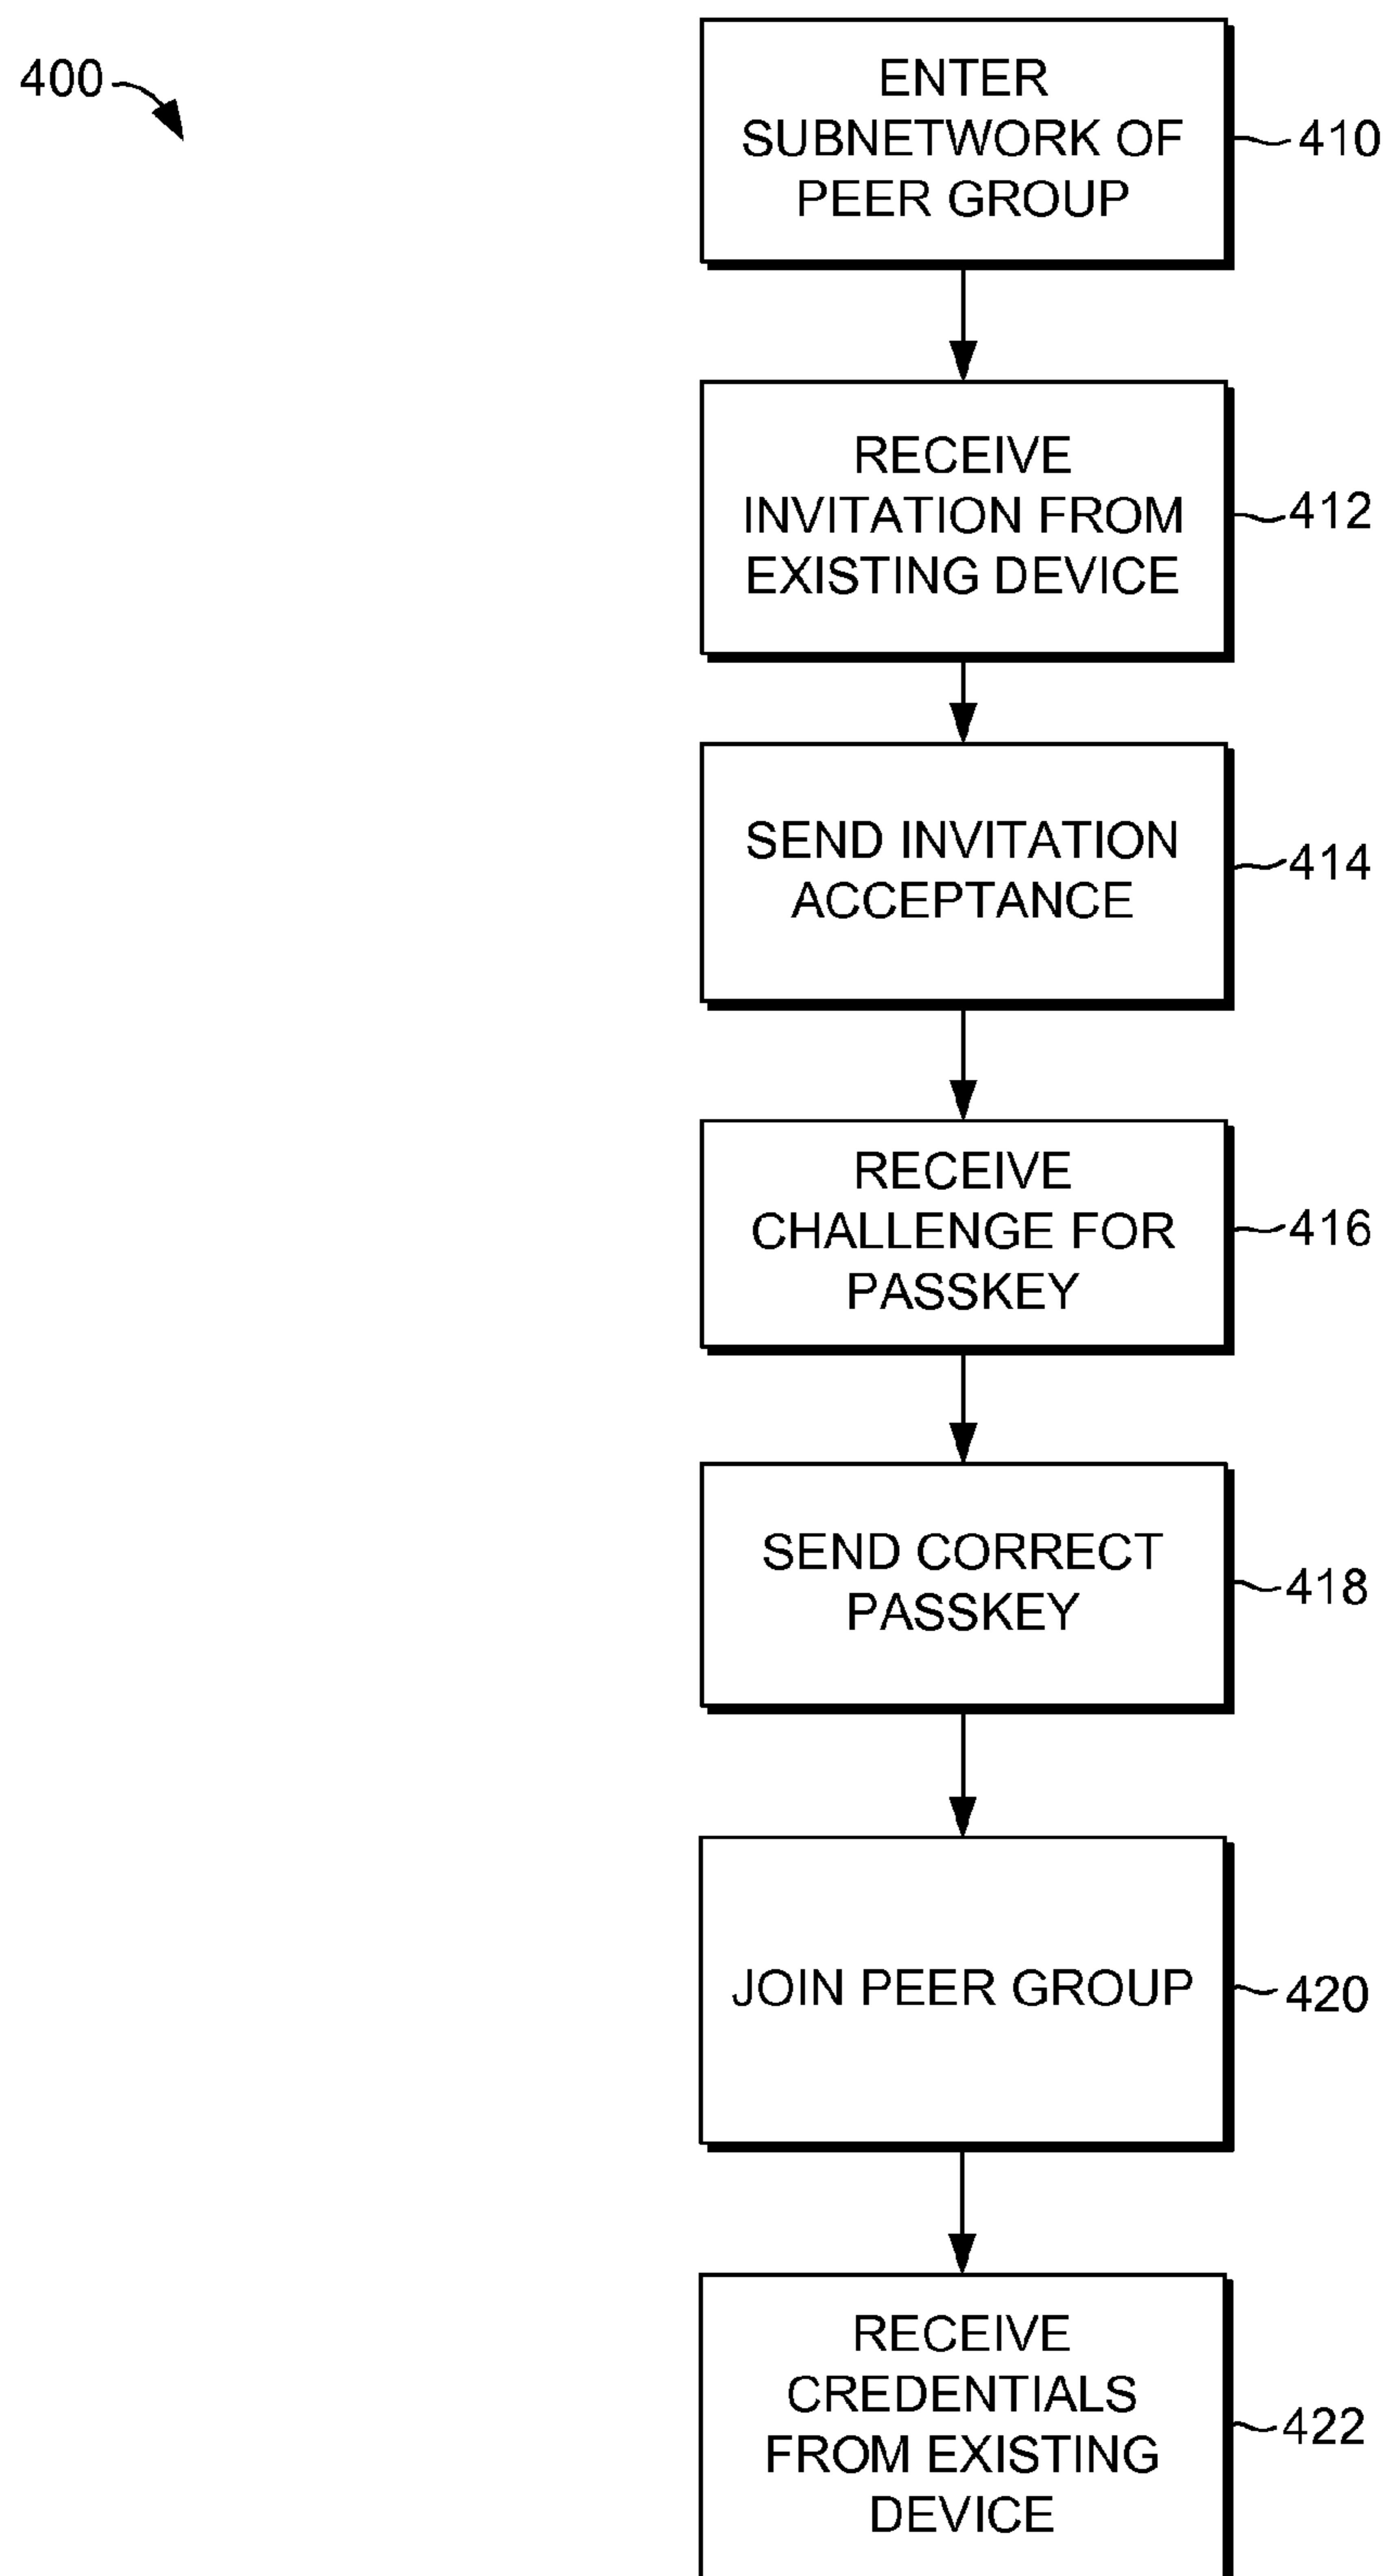 400
ENTER
SUBNETWORK OF
PEER GROUP
410
RECEIVE
INVITATION FROM
EXISTING DEVICE
412
SEND INVITATION
ACCEPTANCE
414
RECEIVE
CHALLENGE FOR
PASSKEY
416
SEND CORRECT
PASSKEY
418
JOIN PEER GROUP
420
RECEIVE
CREDENTIALS
FROM EXISTING
DEVICE
422